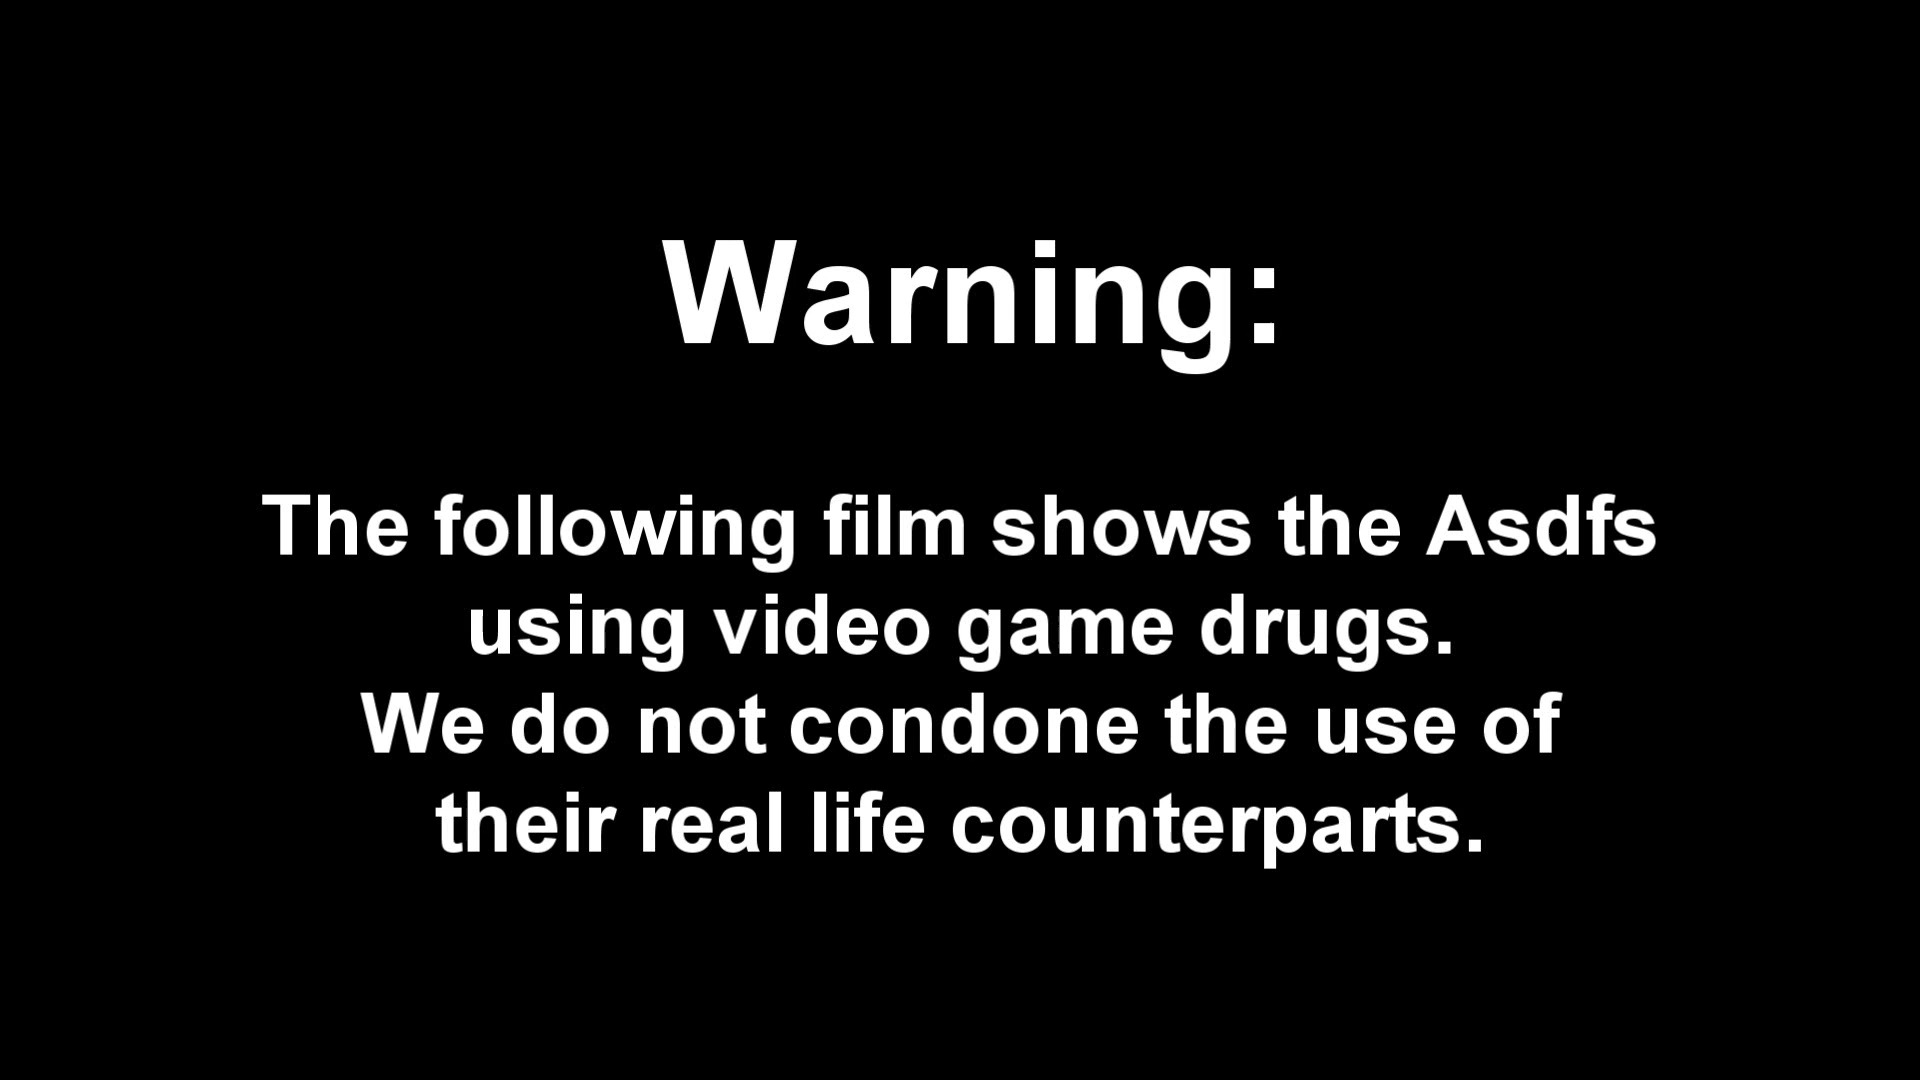 Warning:
The following film shows the Asdfs
using video game drugs.
We do not condone the use of
their real life counterparts.